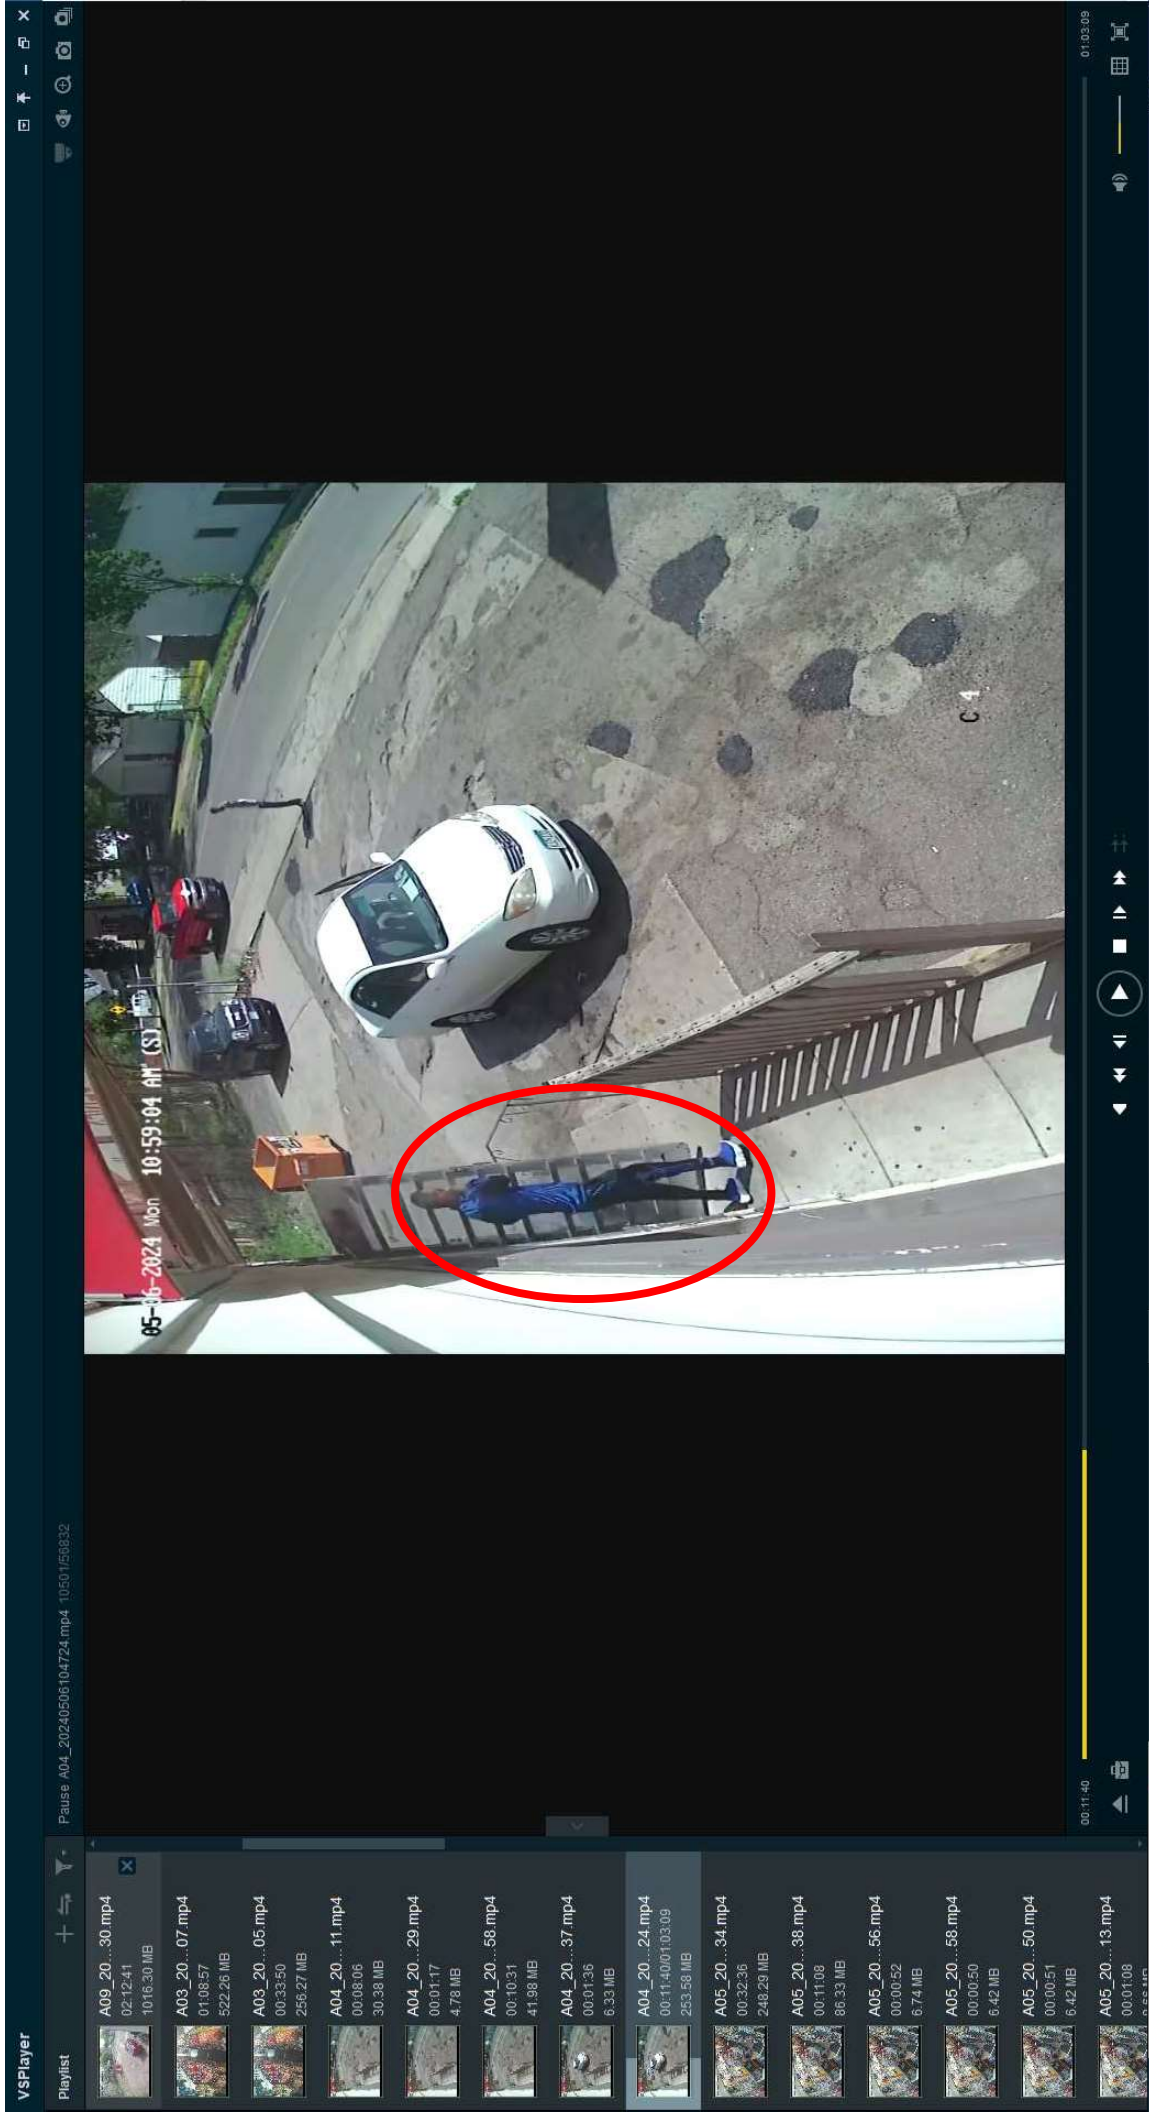 VSPlayer
Playlist
Pause A04_20240506104724.mp4 10501/56832
A09_20...30.mp4
02:12:41
1016.30 MB
A03_20...07.mp4
01:08:57
522.26 MB
A03_20...05.mp4
00:33:50
256.27 MB
A04_20...11.mp4
00:08:06
30.38 MB
A04_20...29.mp4
00:01:17
4.78 MB
A04_20...58.mp4
00:10:31
41.98 MB
A04_20...37.mp4
00:01:36
6.33 MB
A04_20...24.mp4
00:11:40/01:03:09
253.58 MB
A05_20...34.mp4
00:32:36
248.29 MB
A05_20...38.mp4
00:11:08
86.33 MB
A05_20...56.mp4
00:00:52
6.74 MB
A05_20...58.mp4
00:00:50
6.42 MB
A05_20...50.mp4
00:00:51
6.42 MB
A05_20...13.mp4
00:01:08
05-06-2024 Mon 10:59:04 AM (S)
C 4
00:11:40
01:03:09